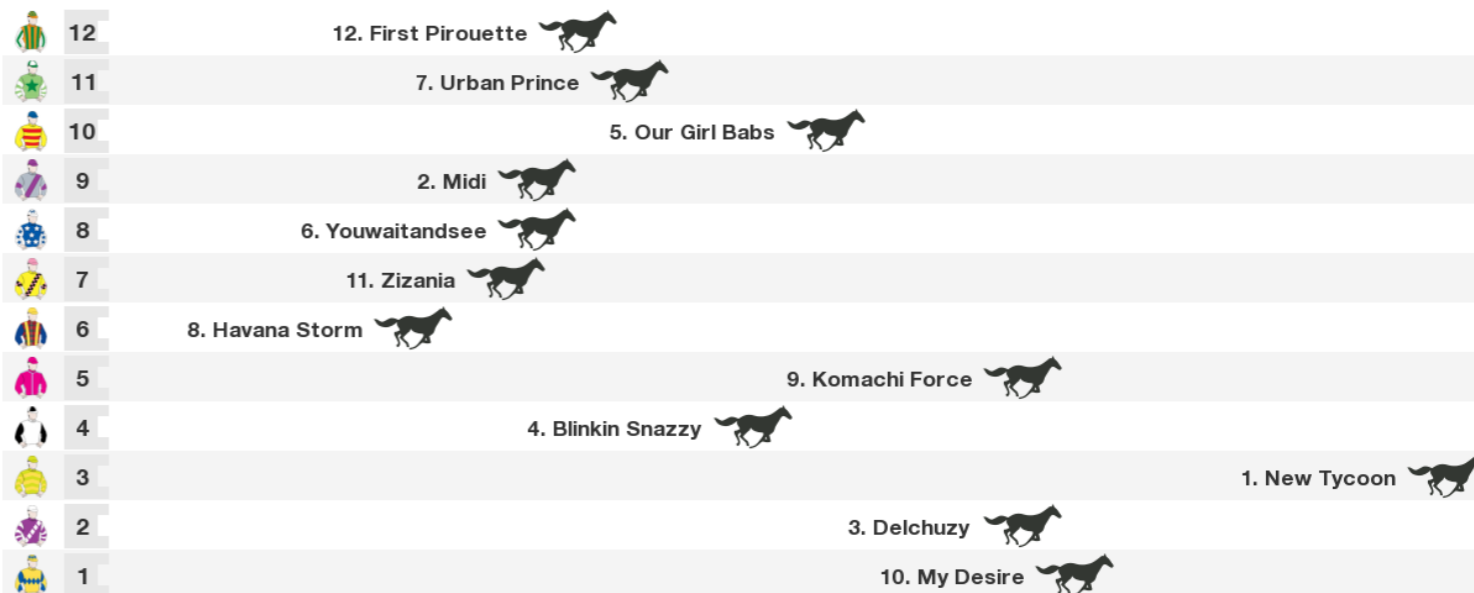 12 12. First Pirouette
11 7. Urban Prince
10 5. Our Girl Babs
9 2. Midi
8 6. Youwaitandsee
7 11. Zizania
6 8. Havana Storm
5 9. Komachi Force
4 4. Blinkin Snazzy
3 1. New Tycoon
2 3. Delchuzy
1 10. My Desire